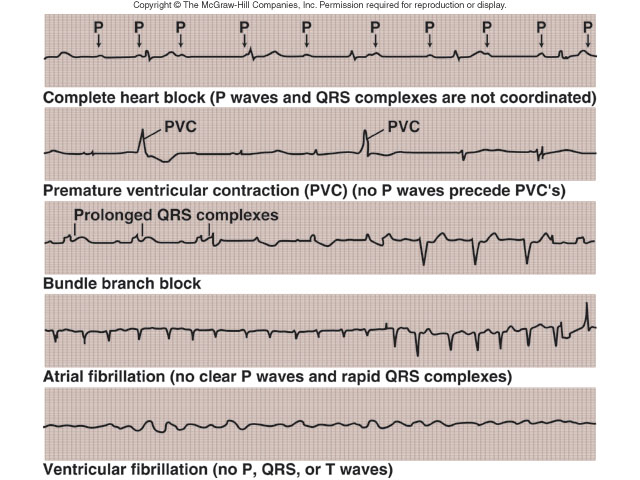 Copyright © The McGraw-Hill Companies, Inc. Permission required for reproduction or display.
P P P P P P P P P P
Complete heart block (P waves and QRS complexes are not coordinated)
PVC PVC
Premature ventricular contraction (PVC) (no P waves precede PVC's)
Prolonged QRS complexes
Bundle branch block
Atrial fibrillation (no clear P waves and rapid QRS complexes)
Ventricular fibrillation (no P, QRS, or T waves)